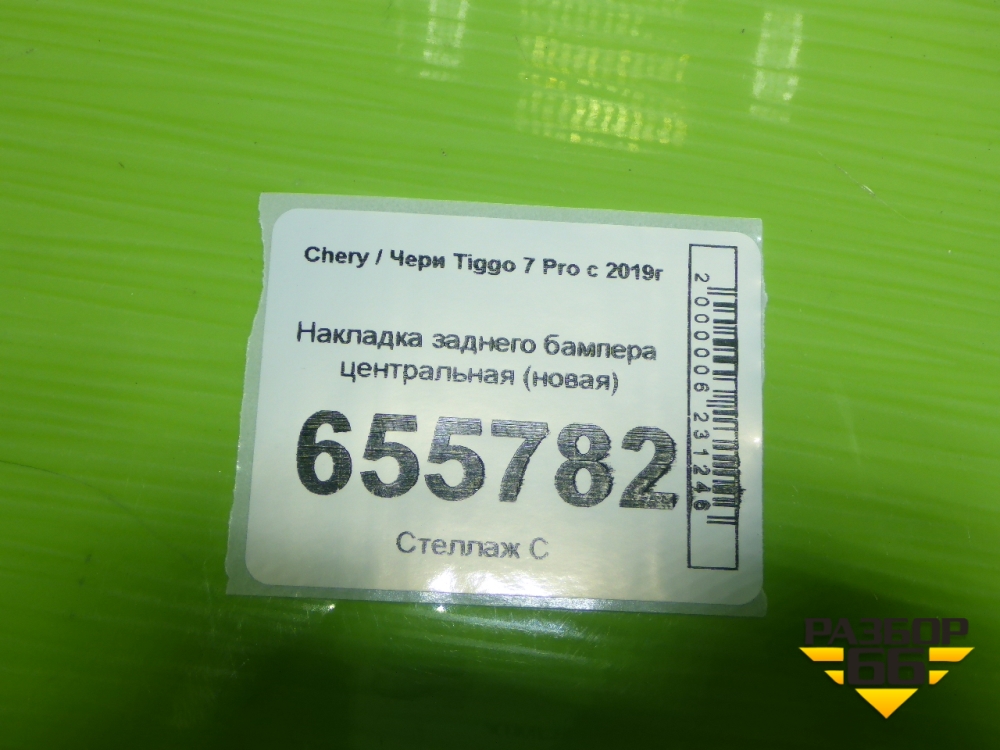 Chery / Чери Tiggo 7 Pro с 2019г
Накладка заднего бампера
центральная (новая)
655782
Стеллаж С
2000006231246
РАЗБОР
66